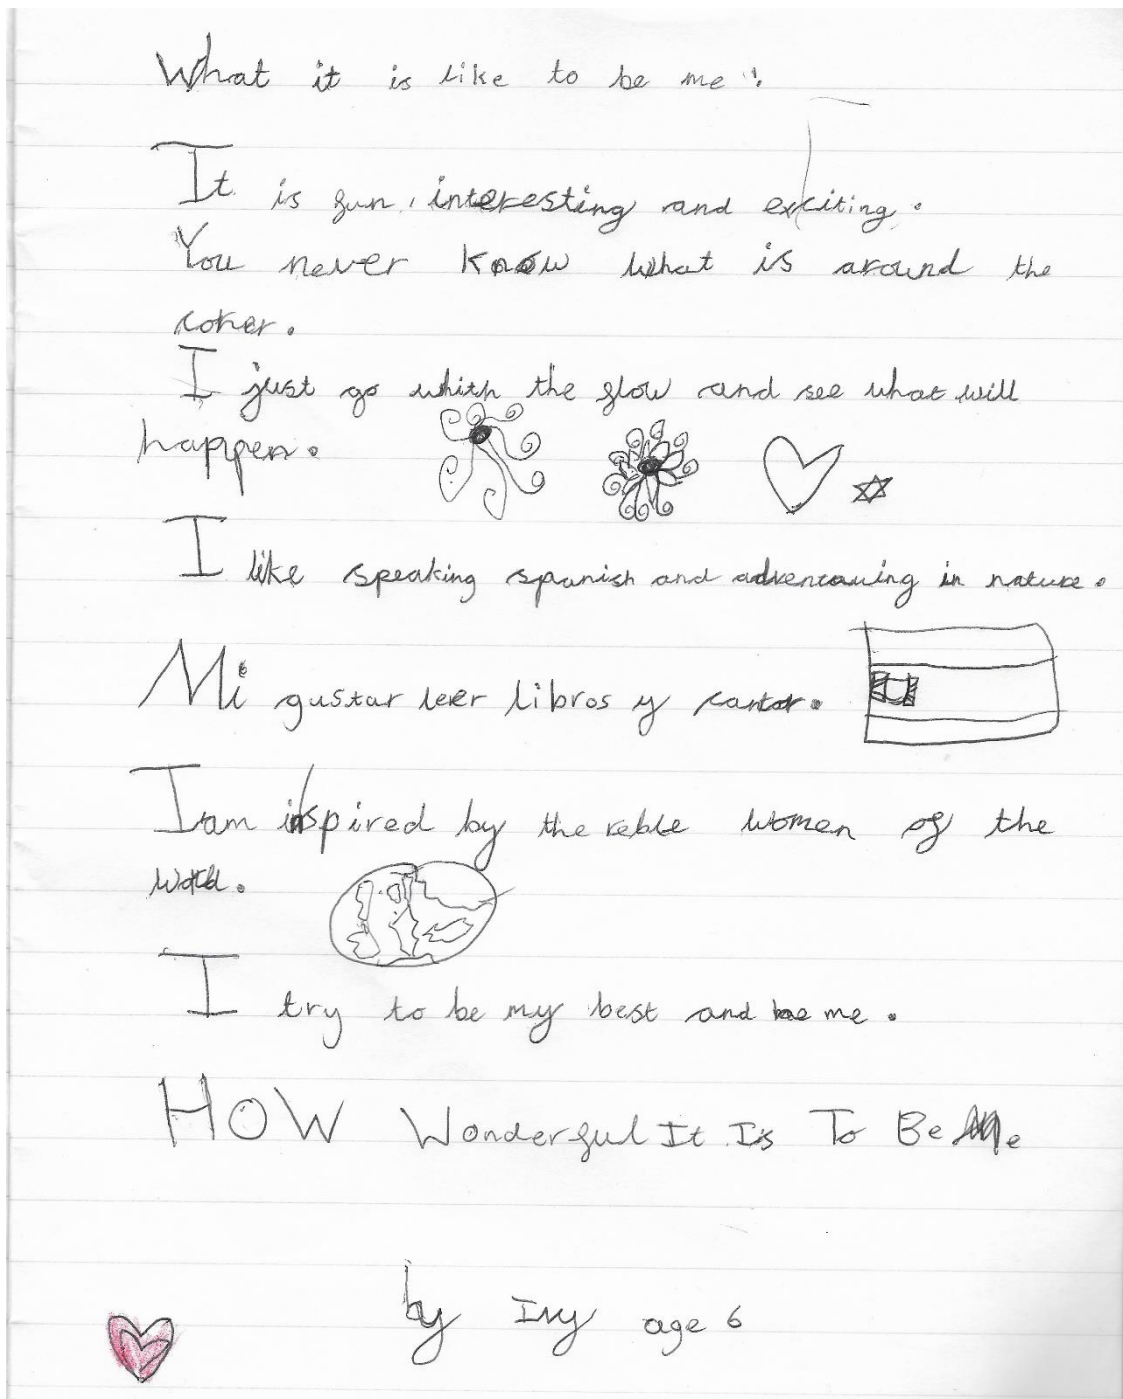 What it is like to be me!
It is fun, interesting and exciting.
You never know what is around the
coner.
I just go whith the flow and see what will
happen.
I like speaking spanish and in nature.
Mi gustar leer libros y cantar.
I am inspired by the reble women of the
I try to be my best and be me.
HOW Wonderful It Is To Be Me
by Ivy age 6